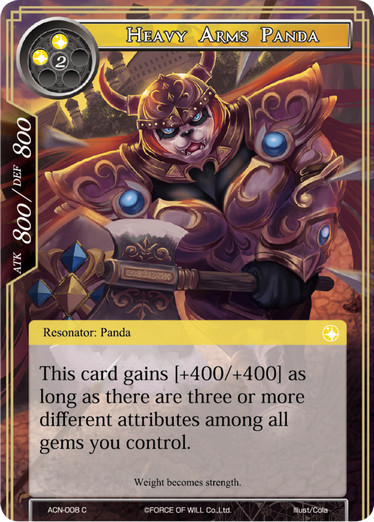 HEAVY ARMS PANDA
2
ATK 800 / DEF 800
Resonator: Panda
This card gains [+400/+400] as
long as there are three or more
different attributes among all
gems you control.
Weight becomes strength.
ACN-008 C
©FORCE OF WILL Co.,Ltd.
Illust/Cola